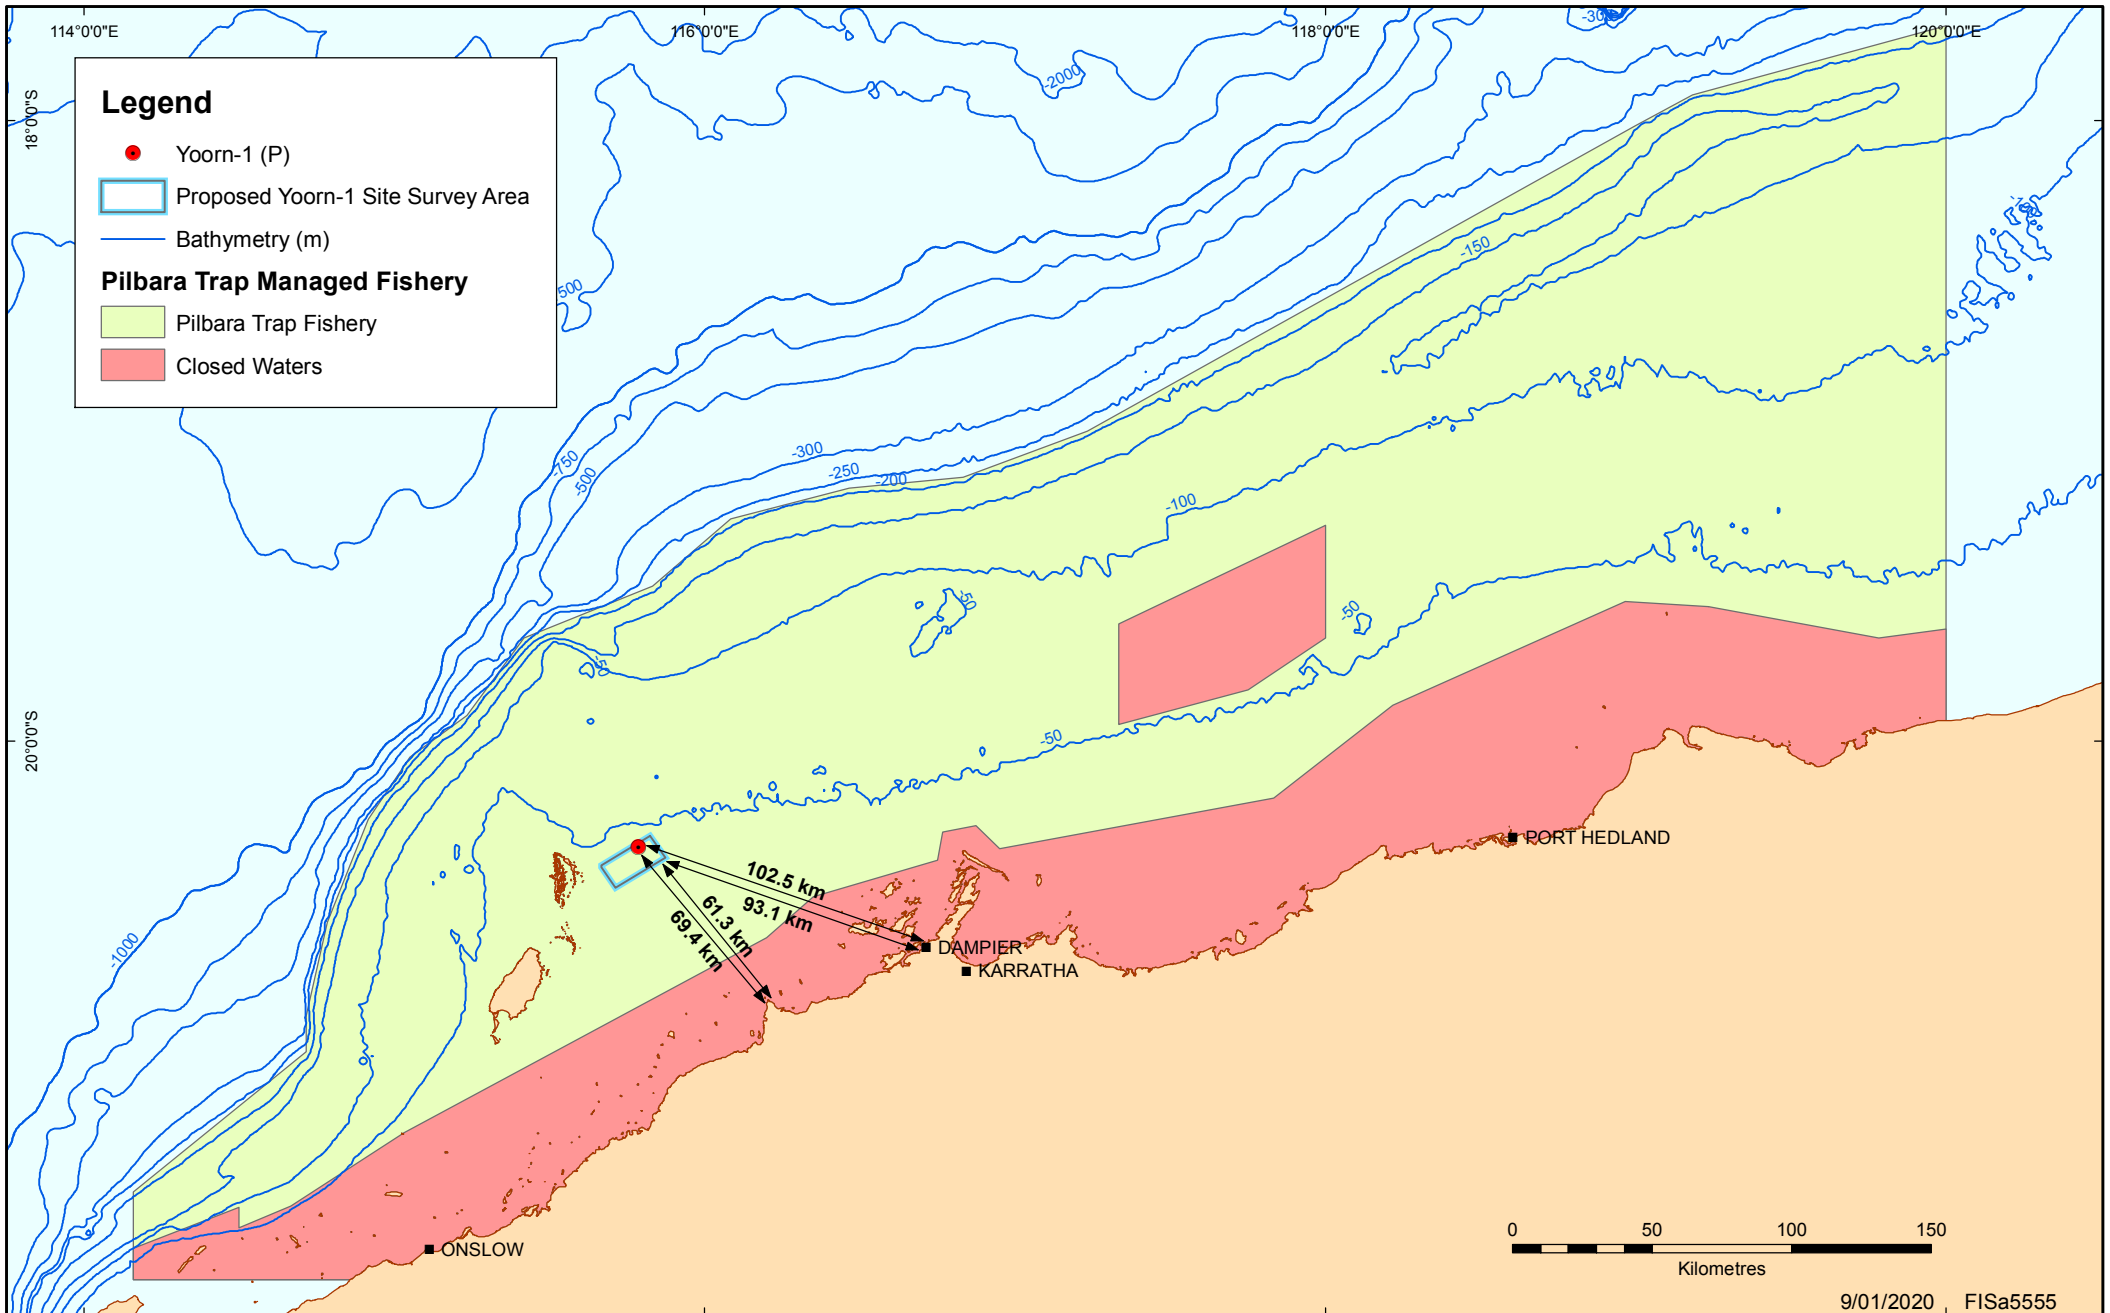 114°0'0"E
116°0'0"E
118°0'0"E
120°0'0"E
18°0'0"S
20°0'0"S
Legend
Yoorn-1 (P)
Proposed Yoorn-1 Site Survey Area
Bathymetry (m)
Pilbara Trap Managed Fishery
Pilbara Trap Fishery
Closed Waters
-2000
-150
-300
-250
-200
-750
-500
-100
-50
-50
-50
-50
-1000
102.5 km
93.1 km
61.3 km
69.4 km
DAMPIER
KARRATHA
PORT HEDLAND
ONSLOW
0 50 100 150
Kilometres
9/01/2020 FISa5555